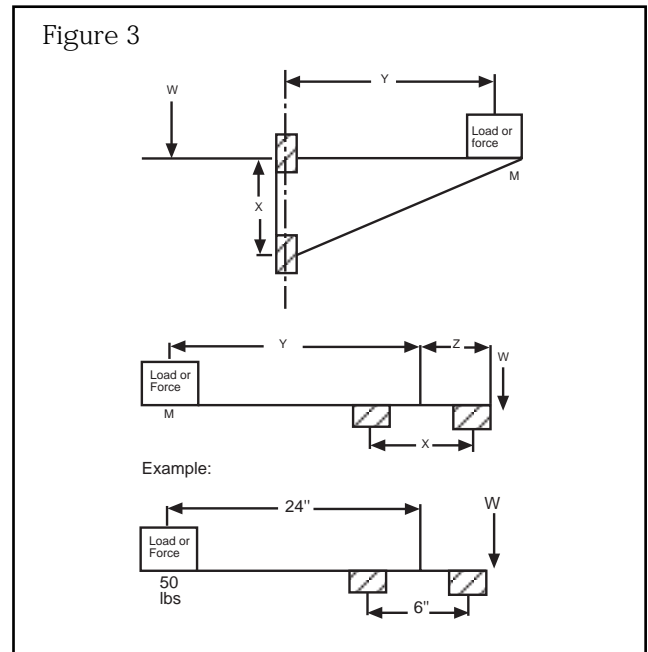 Figure 3
Y
W
Load or
force
M
X
Y
Z
W
Load or
Force
M
X
Example:
24"
W
Load or
Force
50
lbs
6"